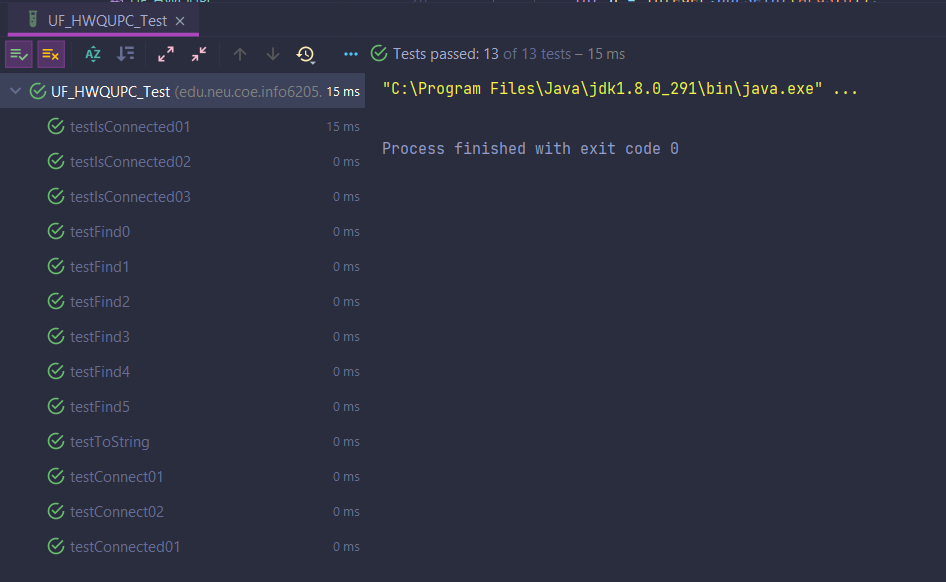 UF_HWQUPC_Test ×
Tests passed: 13 of 13 tests – 15 ms
UF_HWQUPC_Test (edu.neu.coe.info6205. 15 ms
"C:\Program Files\Java\jdk1.8.0_291\bin\java.exe" ...
testIsConnected01 15 ms
Process finished with exit code 0
testIsConnected02 0 ms
testIsConnected03 0 ms
testFind0 0 ms
testFind1 0 ms
testFind2 0 ms
testFind3 0 ms
testFind4 0 ms
testFind5 0 ms
testToString 0 ms
testConnect01 0 ms
testConnect02 0 ms
testConnected01 0 ms